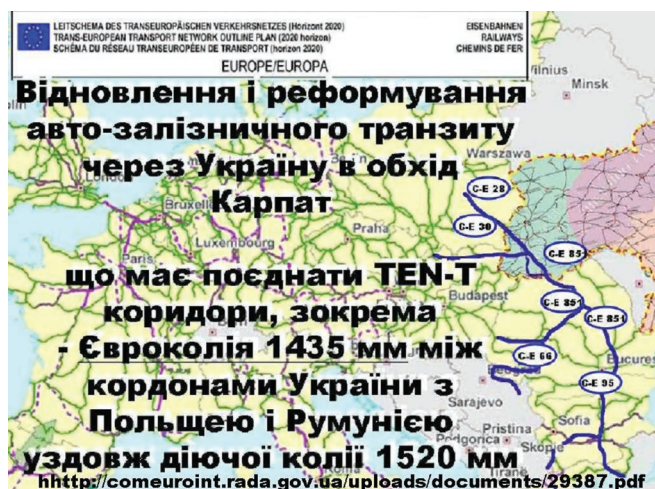 LEITSCHEMA DES TRANSEUROPÄISCHEN VERKEHRSNETZES (Horizont 2020)
TRANS-EUROPEAN TRANSPORT NETWORK OUTLINE PLAN (2020 horizon)
SCHÉMA DU RÉSEAU TRANSEUROPÉEN DE TRANSPORT (horizon 2020)
EISENBAHNEN
RAILWAYS
CHEMINS DE FER
EUROPE/EUROPA
Vilnius
Minsk
Відновлення і реформування
авто-залізничного транзиту
Warszawa
через Україну в обхід
C-E 28
Карпат
C-E 30
Praha
Luxembourg
C-E 851
Paris
що має поєднати TEN-T
Budapest
коридори, зокрема
C-E 851
C-E 851
- Євроколія 1435 мм між
C-E 66
кордонами України з
C-E 95
Sarajevo
Польщею і Румунією
Sofia
Pristina
Podgorica
Skopje
уздовж діючої колії 1520 мм
Tirane
hhttp://comeuroint.rada.gov.ua/uploads/documents/29387.pdf